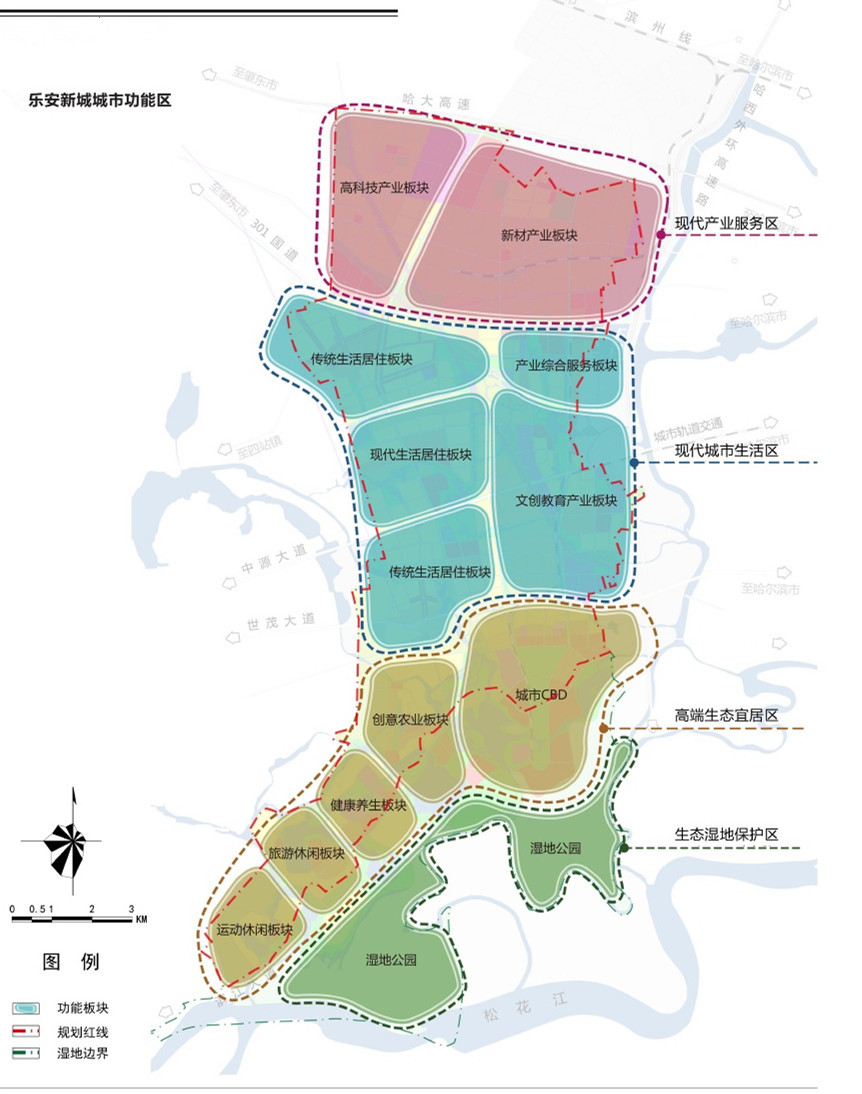 滨州线
至哈尔滨市
至肇东市
乐安新城城市功能区
哈大高速
哈西外环高速路
高科技产业板块
至肇东市
301国道
现代产业服务区
新材产业板块
至哈尔滨市
传统生活居住板块
产业综合服务板块
城市轨道交通
至四站镇
现代生活居住板块
现代城市生活区
文创教育产业板块
中源大道
传统生活居住板块
至哈尔滨市
世茂大道
城市CBD
创意农业板块
高端生态宜居区
健康养生板块
生态湿地保护区
旅游休闲板块
湿地公园
0 0.5 1 2 3 KM
运动休闲板块
湿地公园
图例
松花江
功能板块
规划红线
湿地边界